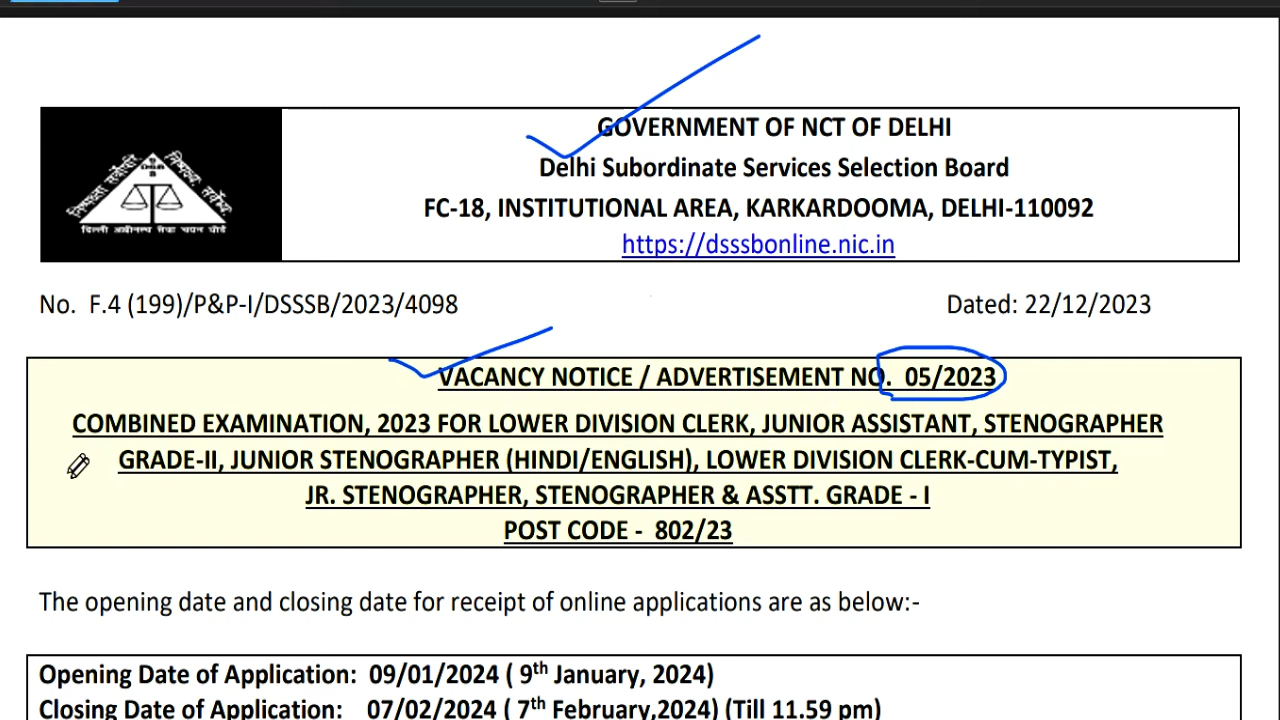 GOVERNMENT OF NCT OF DELHI
Delhi Subordinate Services Selection Board
FC-18, INSTITUTIONAL AREA, KARKARDOOMA, DELHI-110092
https://dsssbonline.nic.in
दिल्ली अधीनस्थ सेवा चयन बोर्ड
No. F.4 (199)/P&P-I/DSSSB/2023/4098 Dated: 22/12/2023
VACANCY NOTICE / ADVERTISEMENT NO. 05/2023
COMBINED EXAMINATION, 2023 FOR LOWER DIVISION CLERK, JUNIOR ASSISTANT, STENOGRAPHER
GRADE-II, JUNIOR STENOGRAPHER (HINDI/ENGLISH), LOWER DIVISION CLERK-CUM-TYPIST,
JR. STENOGRAPHER, STENOGRAPHER & ASSTT. GRADE - I
POST CODE - 802/23
The opening date and closing date for receipt of online applications are as below:-
Opening Date of Application: 09/01/2024 ( 9th January, 2024)
Closing Date of Application: 07/02/2024 ( 7th February,2024) (Till 11.59 pm)